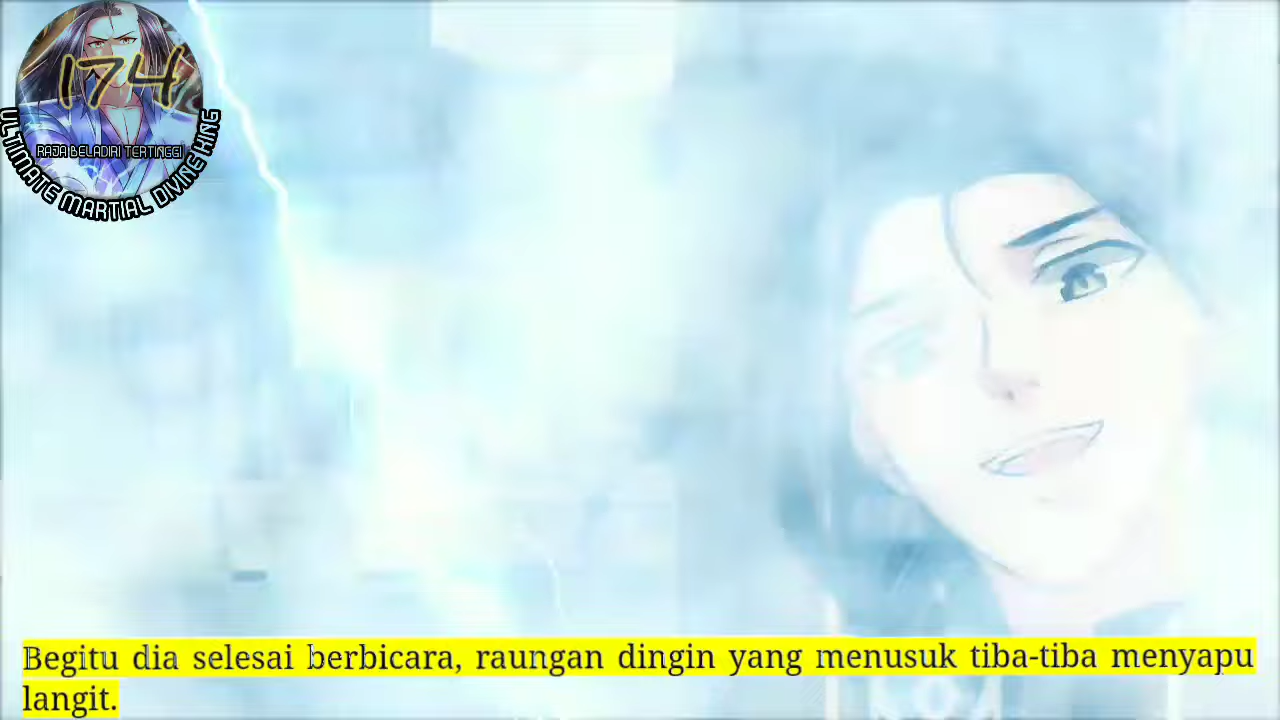 174
RAJA BELADIRI TERTINGGI
ULTIMATE MARTIAL DIVINE KING
Begitu dia selesai berbicara, raungan dingin yang menusuk tiba-tiba menyapu
langit.